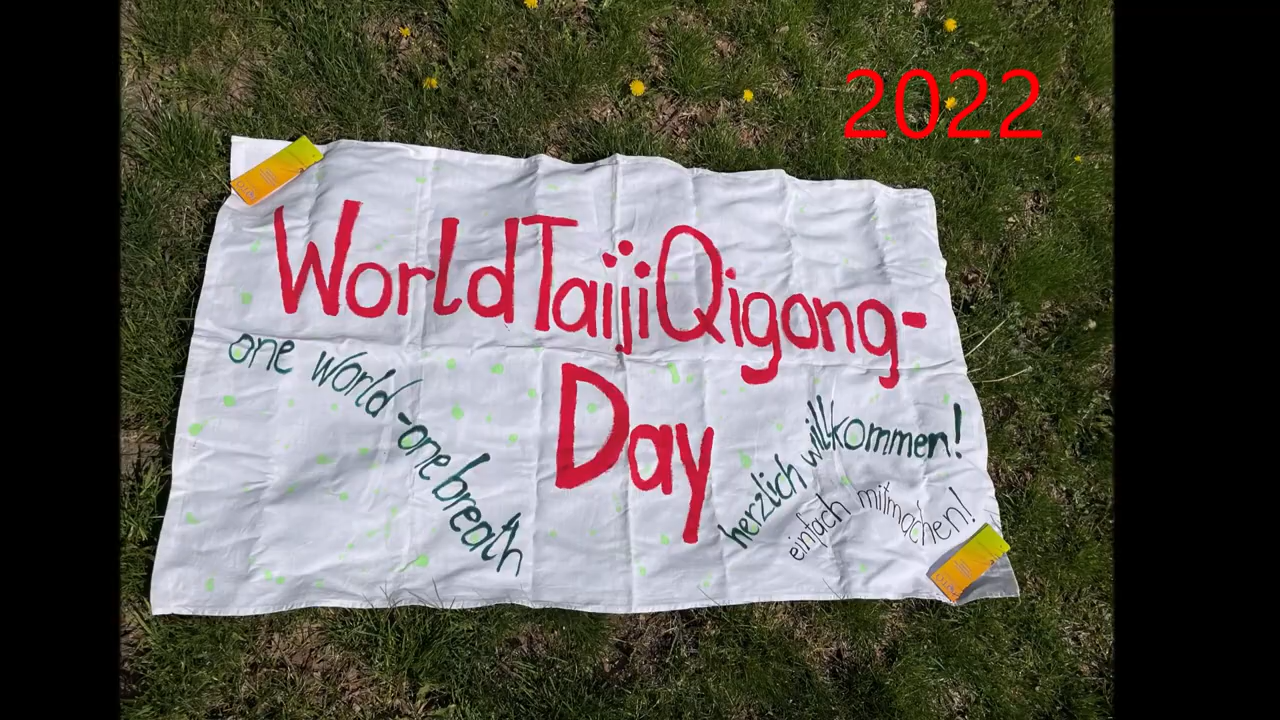 2022
WorldTaijiQigong-
Day
one world - one breath
herzlich willkommen!
einfach mitmachen!